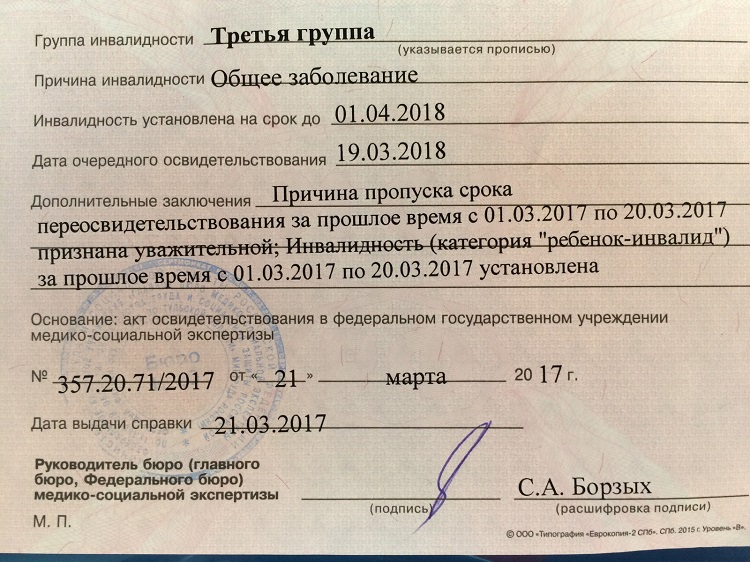 Группа инвалидности Третья группа
(указывается прописью)
Причина инвалидности Общее заболевание
Инвалидность установлена на срок до 01.04.2018
Дата очередного освидетельствования 19.03.2018
Дополнительные заключения Причина пропуска срока
переосвидетельствования за прошлое время с 01.03.2017 по 20.03.2017
признана уважительной; Инвалидность (категория "ребенок-инвалид")
за прошлое время с 01.03.2017 по 20.03.2017 установлена
Основание: акт освидетельствования в федеральном государственном учреждении
медико-социальной экспертизы
№ 357.20.71/2017 от « 21 » марта 20 17 г.
Дата выдачи справки 21.03.2017
Руководитель бюро (главного
бюро, Федерального бюро)
медико-социальной экспертизы
С.А. Борзых
(подпись) (расшифровка подписи)
М. П.
© ООО «Типография «Еврокопия-2 СПб». СПб. 2015 г. Уровень «В».
Бюро